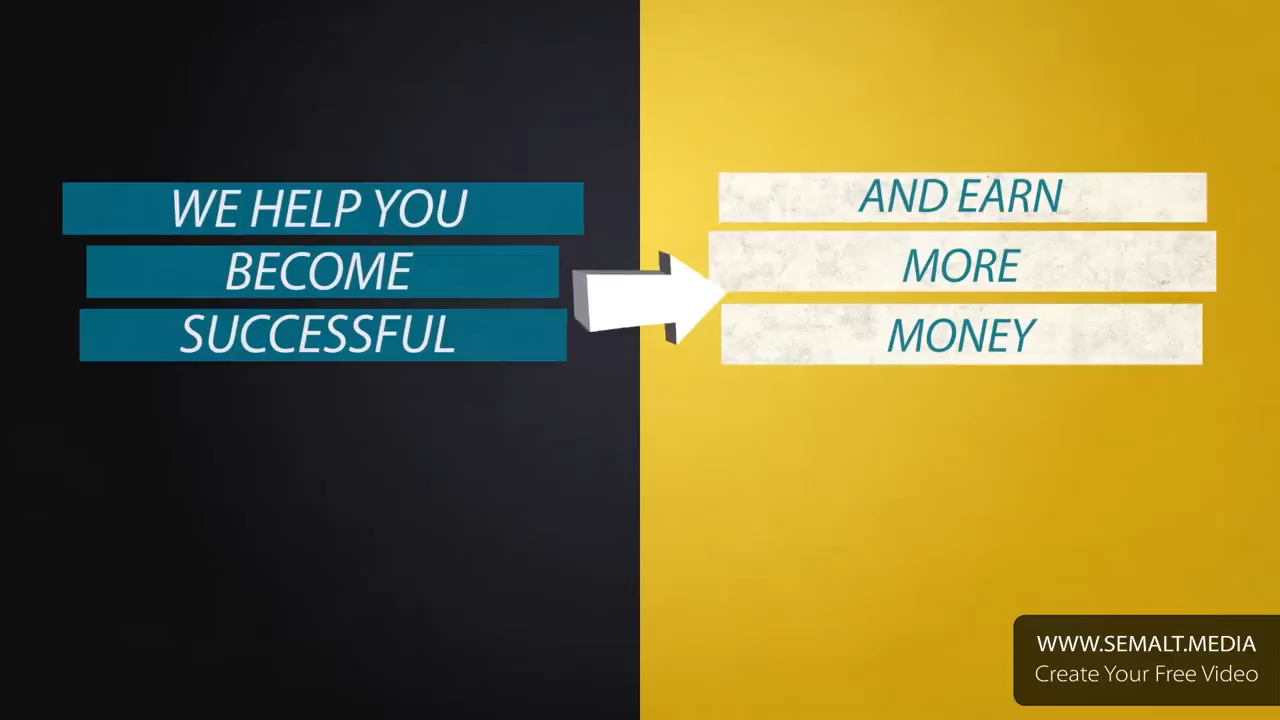 WE HELP YOU
BECOME
SUCCESSFUL
AND EARN
MORE
MONEY
WWW.SEMALT.MEDIA
Create Your Free Video